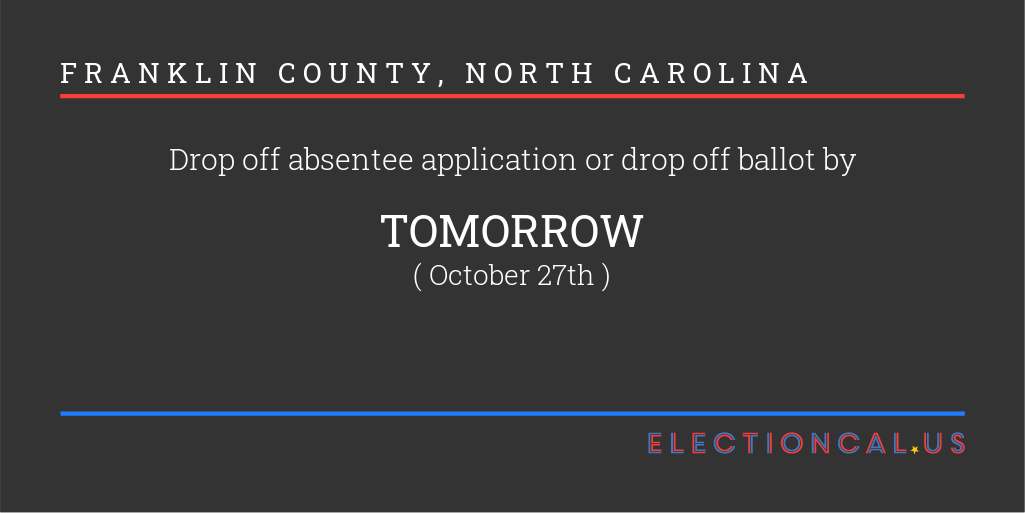 FRANKLIN COUNTY, NORTH CAROLINA
Drop off absentee application or drop off ballot by
TOMORROW
( October 27th )
ELECTIONCAL.US